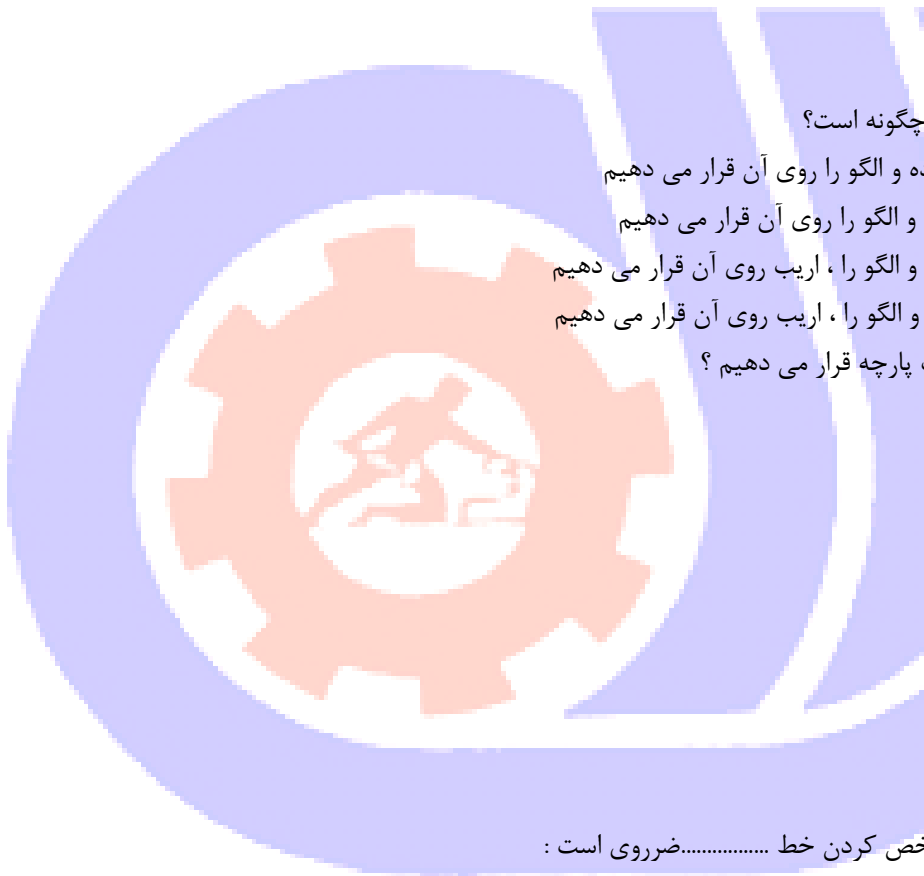 چگونه است؟
ده و الگو را روی آن قرار می دهیم
و الگو را روی آن قرار می دهیم
و الگو را ، اریب روی آن قرار می دهیم
و الگو را ، اریب روی آن قرار می دهیم
پارچه قرار می دهیم ؟
خص کردن خط ................ضرروی است :